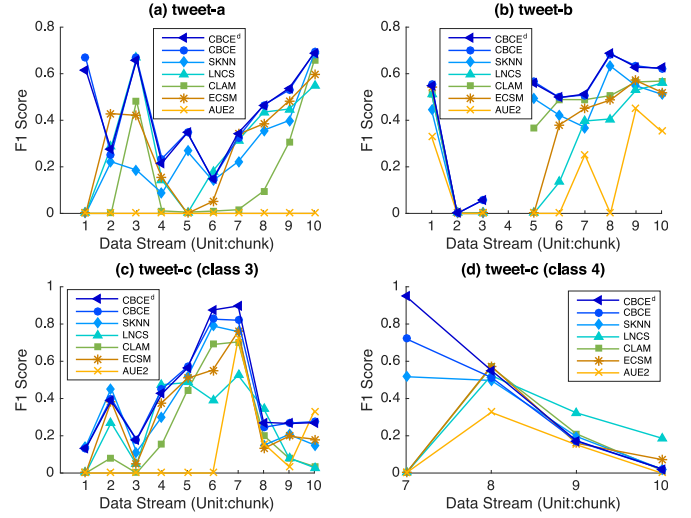 (a) tweet-a
0.8
0.6
0.4
0.2
0
F1 Score
CBCEd
CBCE
SKNN
LNCS
CLAM
ECSM
AUE2
1 2 3 4 5 6 7 8 9 10
Data Stream (Unit:chunk)
(b) tweet-b
0.8
0.6
0.4
0.2
0
F1 Score
CBCEd
CBCE
SKNN
LNCS
CLAM
ECSM
AUE2
1 2 3 4 5 6 7 8 9 10
Data Stream (Unit:chunk)
(c) tweet-c (class 3)
1
0.8
0.6
0.4
0.2
0
F1 Score
CBCEd
CBCE
SKNN
LNCS
CLAM
ECSM
AUE2
1 2 3 4 5 6 7 8 9 10
Data Stream (Unit:chunk)
(d) tweet-c (class 4)
1
0.8
0.6
0.4
0.2
0
F1 Score
CBCEd
CBCE
SKNN
LNCS
CLAM
ECSM
AUE2
7 8 9 10
Data Stream (Unit:chunk)